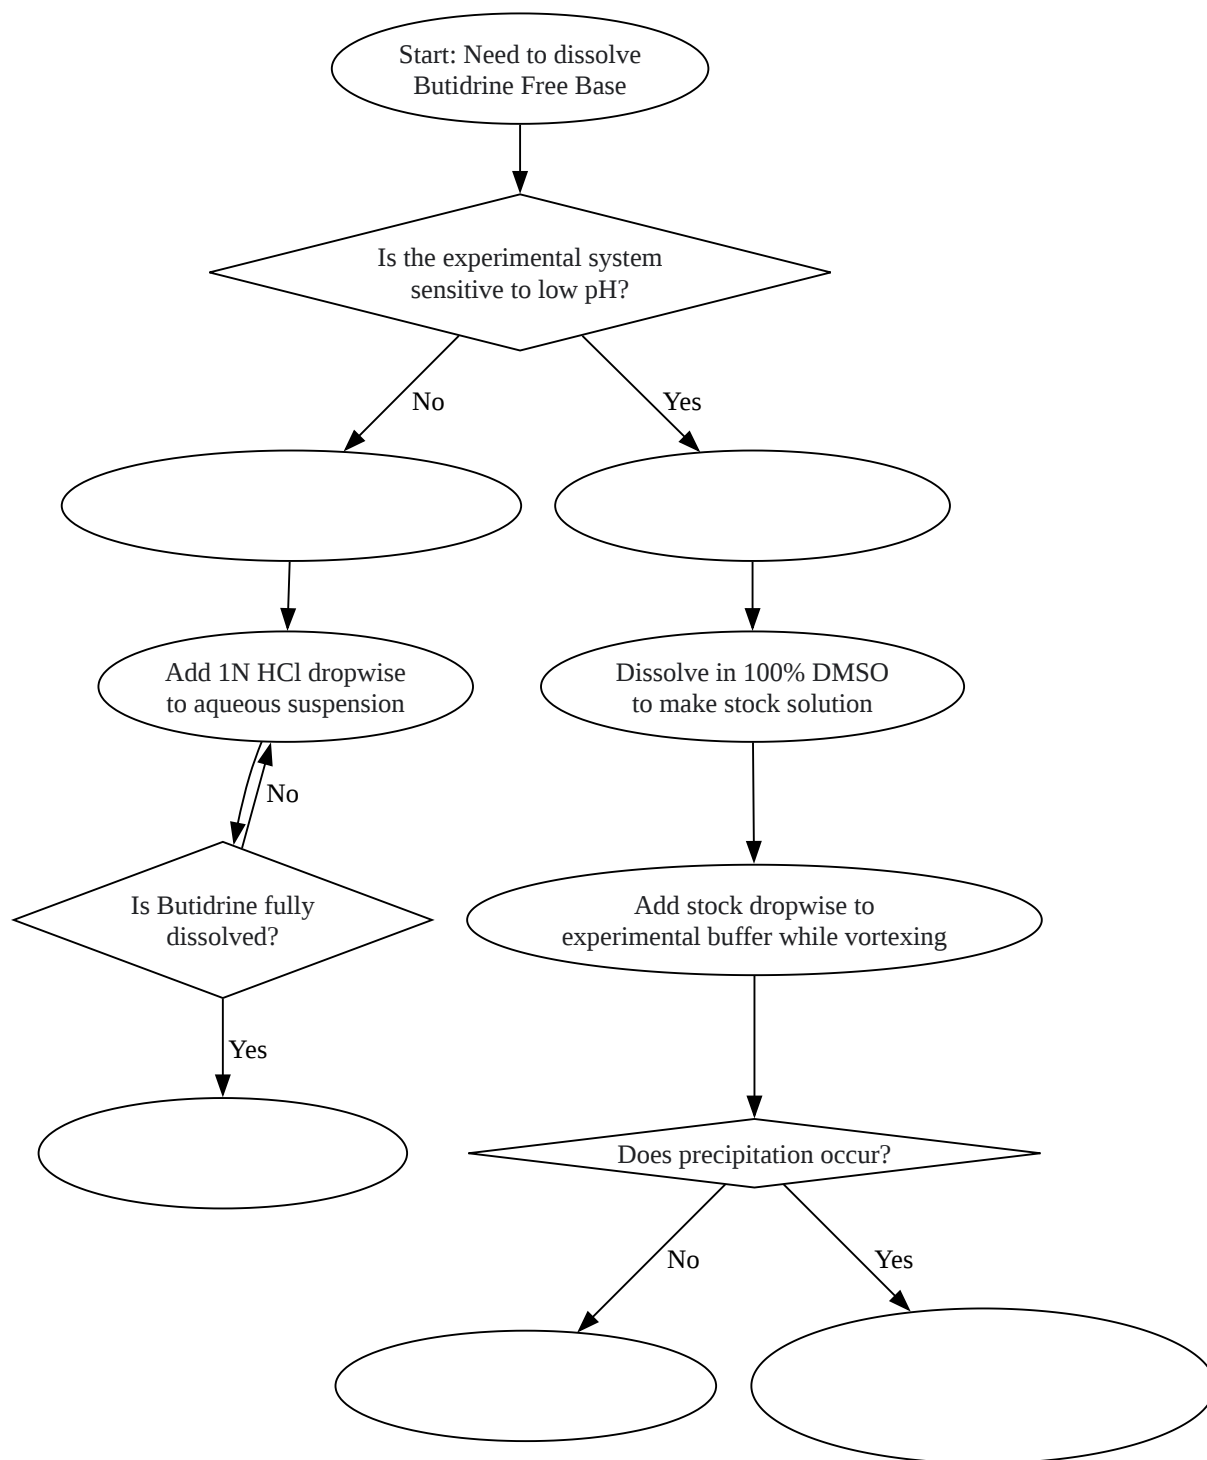 Start: Need to dissolve
Butidrine Free Base
Is the experimental system
sensitive to low pH?
No
Yes
Add 1N HCl dropwise
to aqueous suspension
Dissolve in 100% DMSO
to make stock solution
No
Is Butidrine fully
dissolved?
Add stock dropwise to
experimental buffer while vortexing
Yes
Does precipitation occur?
No
Yes